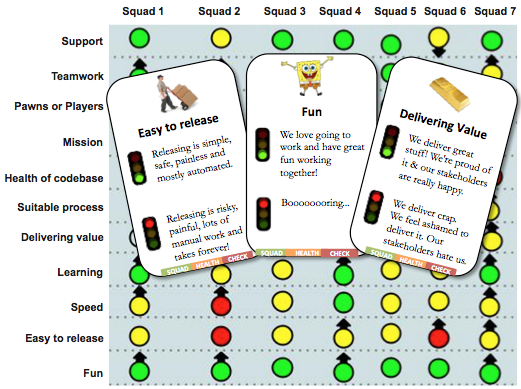 Squad 1 Squad 2 Squad 3 Squad 4 Squad 5 Squad 6 Squad 7
Support
Teamwork
Pawns or Players
Mission
Health of codebase
Suitable process
Delivering value
Learning
Speed
Easy to release
Fun
Easy to release
Releasing is simple,
safe, painless and
mostly automated.
Releasing is risky,
painful, lots of
manual work and
takes forever!
SQUAD HEALTH CHECK
Fun
We love going to
work and have great
fun working
together!
Boooooooring...
SQUAD HEALTH CHECK
Delivering Value
We deliver great
stuff! We're proud of
it & our stakeholders
are really happy.
We deliver crap.
We feel ashamed to
deliver it. Our
stakeholders hate us.
SQUAD HEALTH CHECK